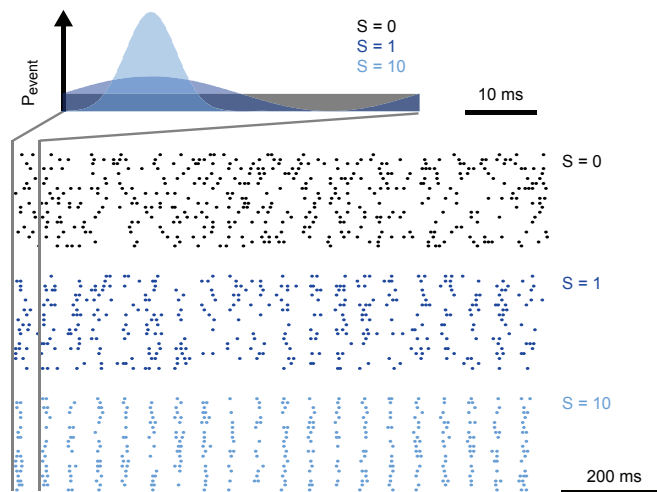 S = 0
S = 1
S = 10
Pevent
10 ms
S = 0
S = 1
S = 10
200 ms